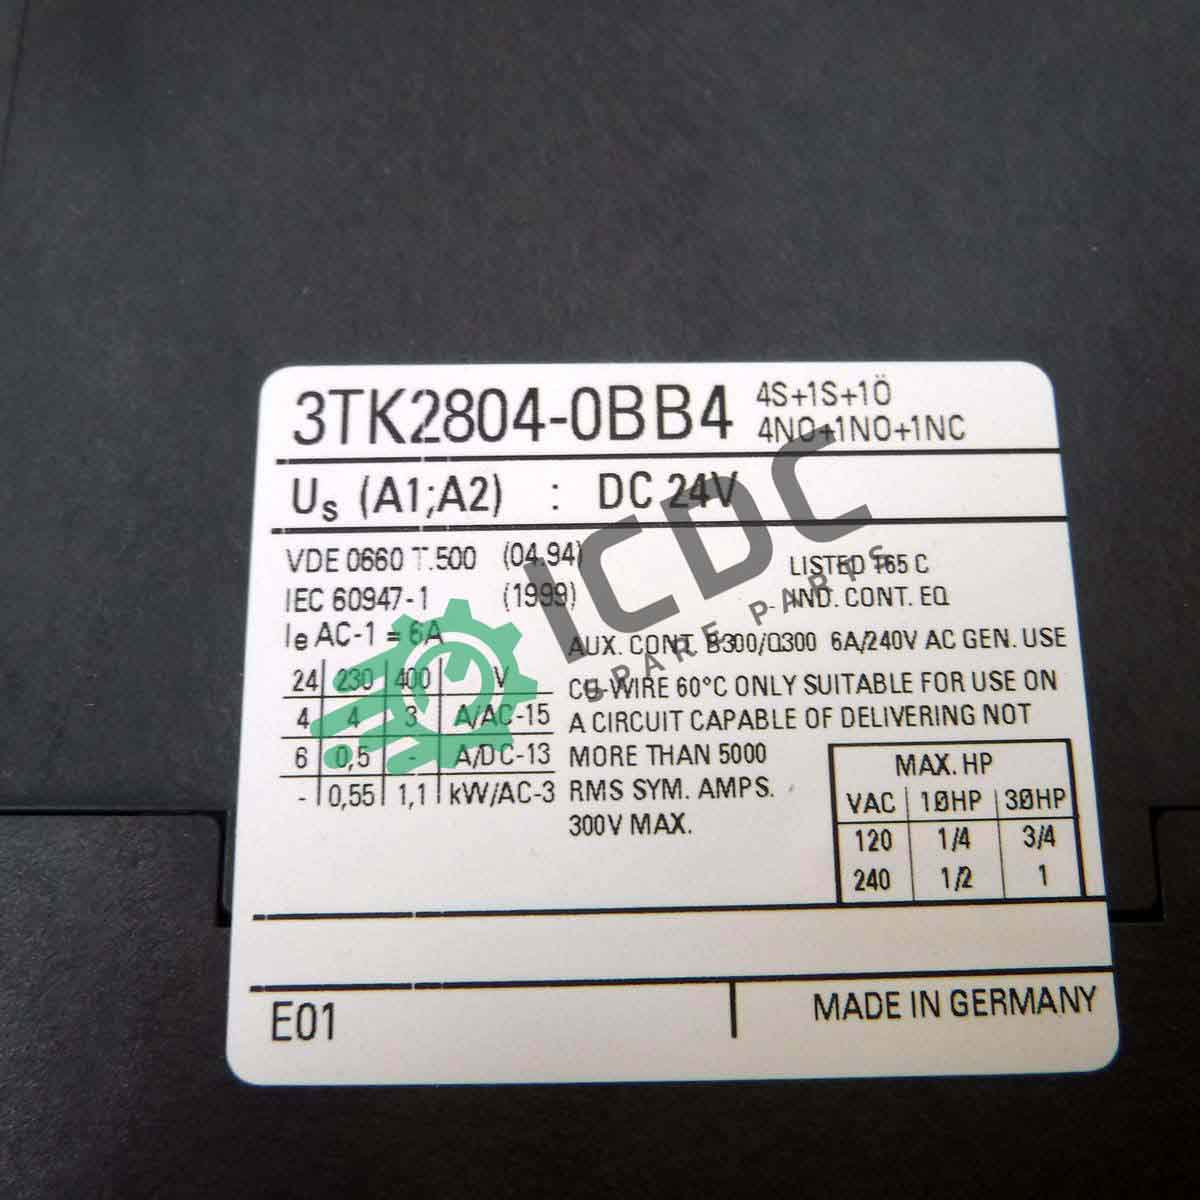 3TK2804-0BB4
4S+1S+1Ö
4NO+1NO+1NC
Us (A1;A2) : DC 24V
VDE 0660 T.500 (04.94)
IEC 60947-1 (1999)
Ie AC-1 = 6A
24 230 400 V
4 4 3 A/AC-15
6 0,5 - A/DC-13
- 0,55 1,1 kW/AC-3
LISTED 165 C
IND. CONT. EQ
AUX. CONT. B300/Q300 6A/240V AC GEN. USE
CU-WIRE 60°C ONLY SUITABLE FOR USE ON
A CIRCUIT CAPABLE OF DELIVERING NOT
MORE THAN 5000
RMS SYM. AMPS.
300V MAX.
MAX. HP
VAC 1ØHP 3ØHP
120 1/4 3/4
240 1/2 1
E01
MADE IN GERMANY
ICDC
SPARE PARTS